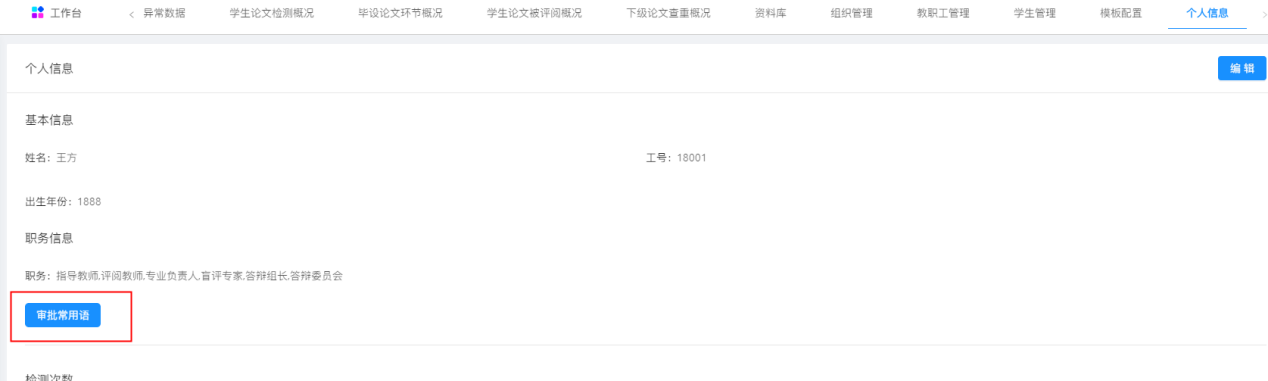 工作台 异常数据 学生论文检测概况 毕设论文环节概况 学生论文被评阅概况 下级论文查重概况 资料库 组织管理 教职工管理 学生管理 模板配置 个人信息
个人信息 编 辑
基本信息
姓名：王方 工号：18001
出生年份：1888
职务信息
职务：指导教师,评阅教师,专业负责人,盲评专家,答辩组长,答辩委员会
审批常用语
检测次数